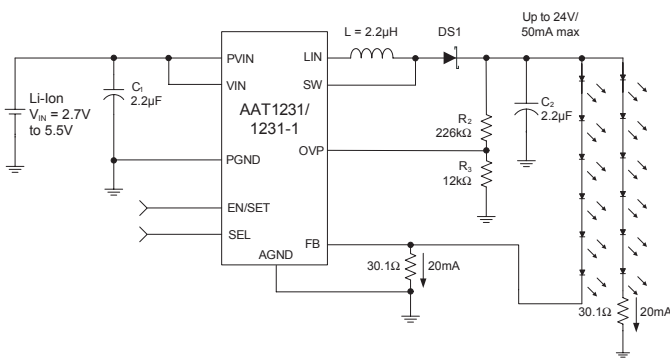 Up to 24V/
50mA max
L = 2.2µH
DS1
PVIN
LIN
VIN
SW
C₁
2.2µF
Li-Ion
VIN = 2.7V
to 5.5V
AAT1231/
1231-1
R₂
226kΩ
C₂
2.2µF
PGND
OVP
R₃
12kΩ
EN/SET
SEL
FB
AGND
30.1Ω
20mA
30.1Ω
20mA